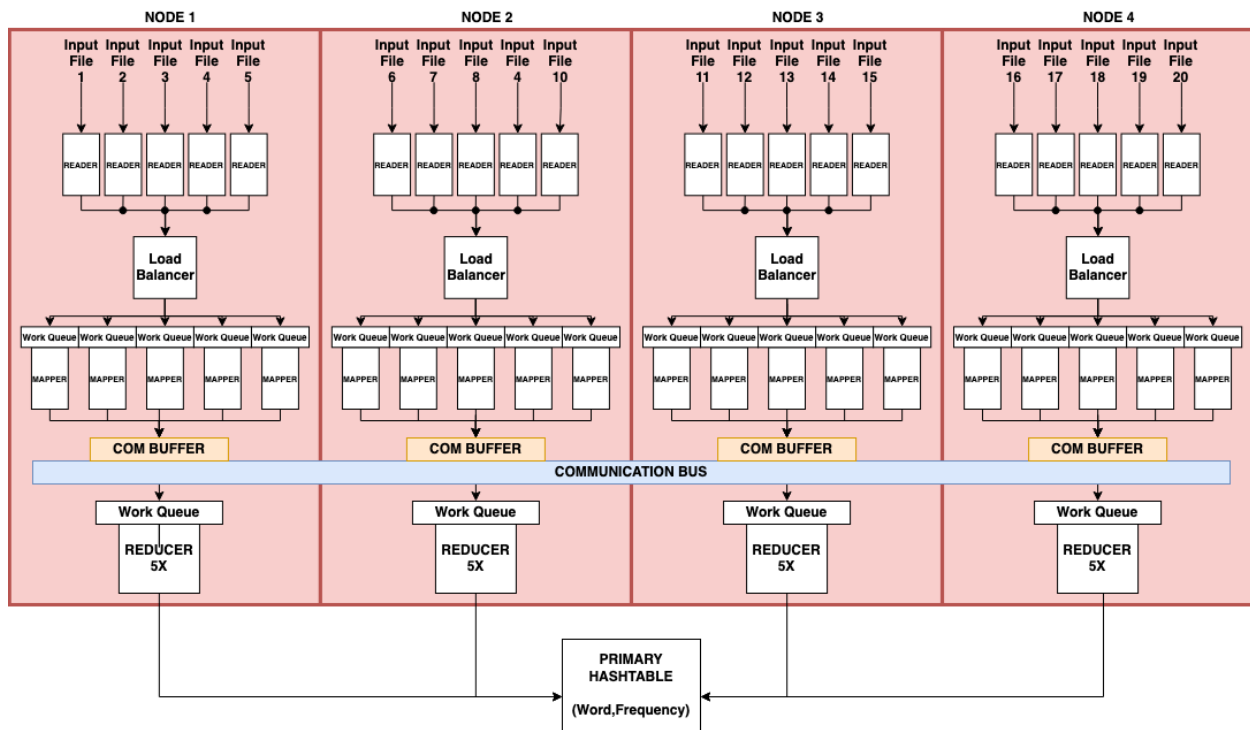 NODE 1 NODE 2 NODE 3 NODE 4
Input Input Input Input Input Input Input Input Input Input Input Input Input Input Input Input Input Input Input Input
File File File File File File File File File File File File File File File File File File File File
1 2 3 4 5 6 7 8 4 10 11 12 13 14 15 16 17 18 19 20
READER READER READER READER READER READER READER READER READER READER READER READER READER READER READER READER READER READER READER READER
Load Load Load Load
Balancer Balancer Balancer Balancer
Work Queue Work Queue Work Queue Work Queue Work Queue Work Queue Work Queue Work Queue Work Queue Work Queue Work Queue Work Queue Work Queue Work Queue Work Queue Work Queue Work Queue Work Queue Work Queue Work Queue
MAPPER MAPPER MAPPER MAPPER MAPPER MAPPER MAPPER MAPPER MAPPER MAPPER MAPPER MAPPER MAPPER MAPPER MAPPER MAPPER MAPPER MAPPER MAPPER MAPPER
COM BUFFER COM BUFFER COM BUFFER COM BUFFER
COMMUNICATION BUS
Work Queue Work Queue Work Queue Work Queue
REDUCER REDUCER REDUCER REDUCER
5X 5X 5X 5X
PRIMARY
HASHTABLE
(Word,Frequency)